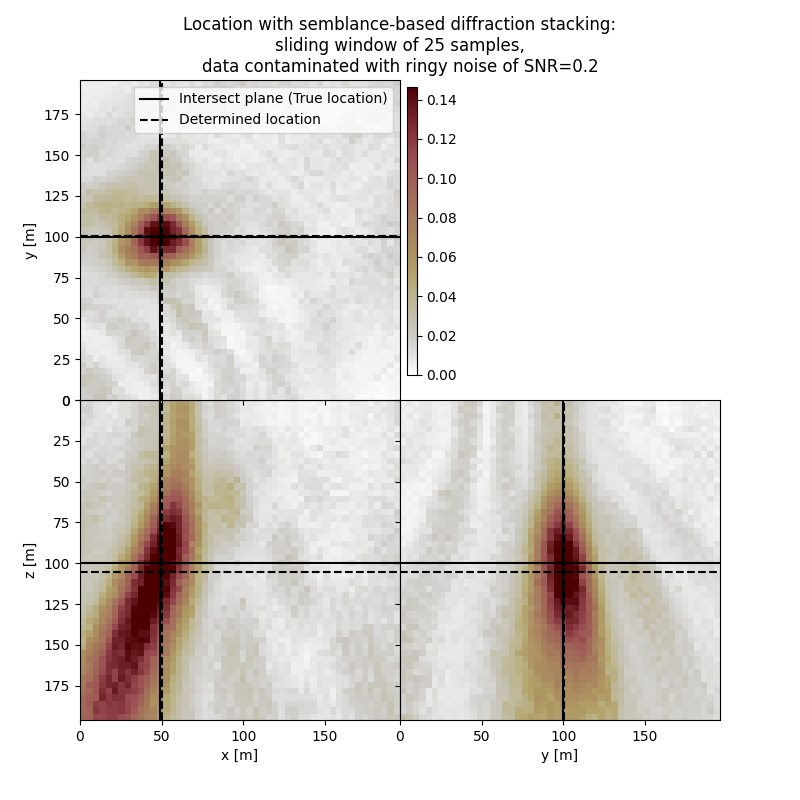 Location with semblance-based diffraction stacking:
sliding window of 25 samples,
data contaminated with ringy noise of SNR=0.2
Intersect plane (True location)
Determined location
175
150
125
100
75
50
25
0
y [m]
0.14
0.12
0.10
0.08
0.06
0.04
0.02
0.00
0
25
50
75
100
125
150
175
z [m]
0 50 100 150
x [m]
0 50 100 150
y [m]